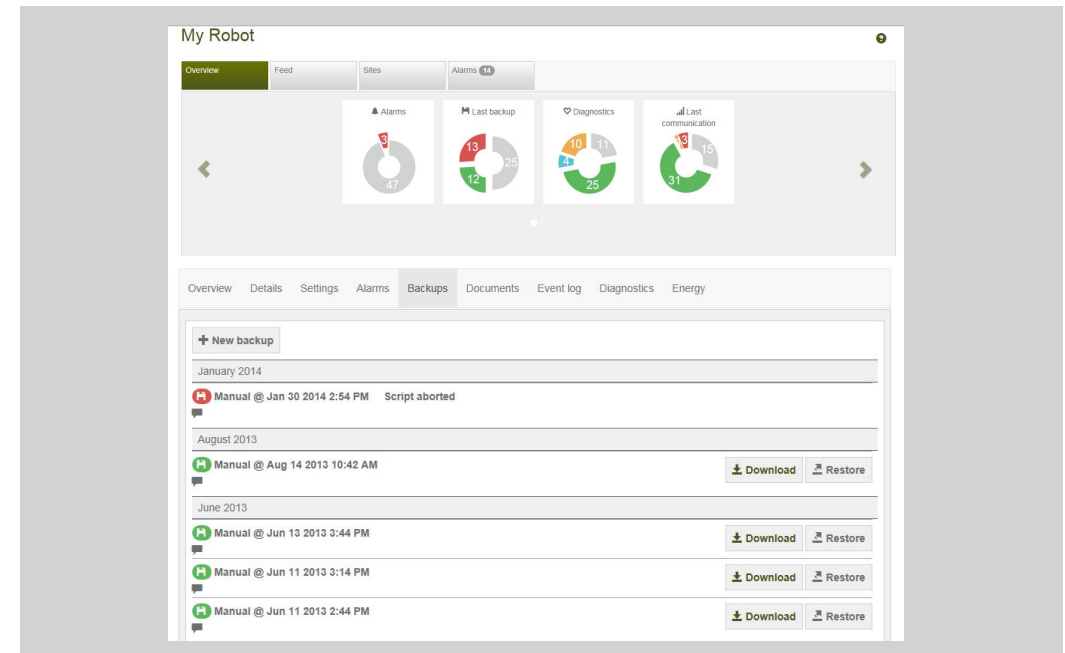 My Robot
Overview Feed Sites Alarms 14
Alarms Last backup Diagnostics Last
communication
3 47
13 25 12
10 11 4 25
3 15 31
Overview Details Settings Alarms Backups Documents Event log Diagnostics Energy
New backup
January 2014
Manual @ Jan 30 2014 2:54 PM Script aborted
August 2013
Manual @ Aug 14 2013 10:42 AM Download Restore
June 2013
Manual @ Jun 13 2013 3:44 PM Download Restore
Manual @ Jun 11 2013 3:14 PM Download Restore
Manual @ Jun 11 2013 2:44 PM Download Restore